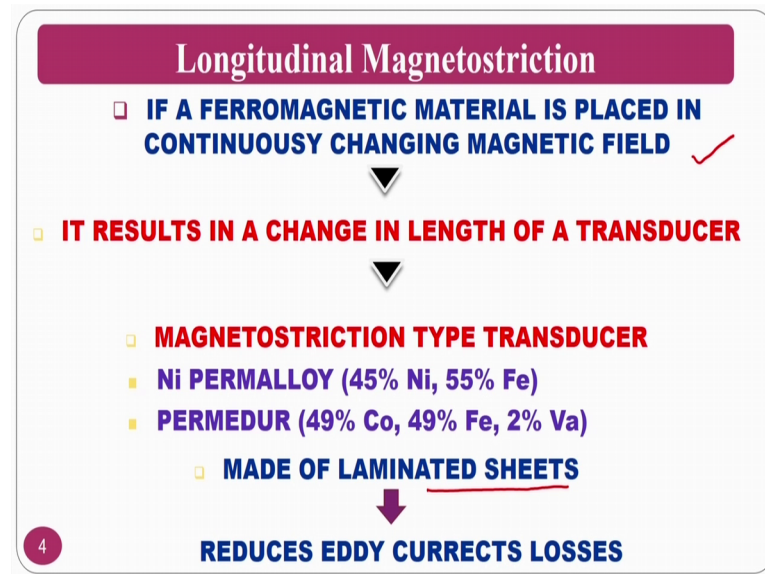 Longitudinal Magnetostriction
IF A FERROMAGNETIC MATERIAL IS PLACED IN
CONTINUOUSY CHANGING MAGNETIC FIELD
IT RESULTS IN A CHANGE IN LENGTH OF A TRANSDUCER
MAGNETOSTRICTION TYPE TRANSDUCER
Ni PERMALLOY (45% Ni, 55% Fe)
PERMEDUR (49% Co, 49% Fe, 2% Va)
MADE OF LAMINATED SHEETS
REDUCES EDDY CURRECTS LOSSES
4